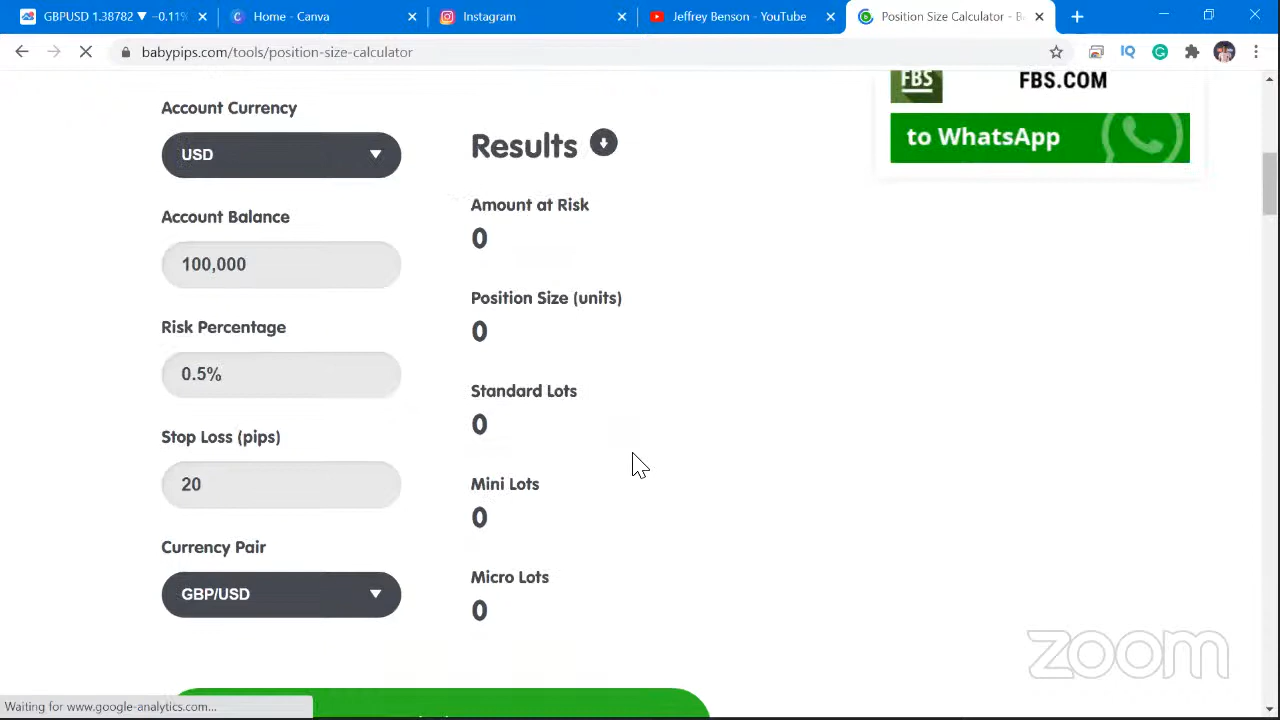 GBPUSD 1.38782 ▼ −0.11%
Home - Canva
Instagram
Jeffrey Benson - YouTube
Position Size Calculator - B
babypips.com/tools/position-size-calculator
IQ
FBS
FBS.COM
to WhatsApp
Account Currency
USD
Account Balance
100,000
Risk Percentage
0.5%
Stop Loss (pips)
20
Currency Pair
GBP/USD
Results
Amount at Risk
0
Position Size (units)
0
Standard Lots
0
Mini Lots
0
Micro Lots
0
zoom
Waiting for www.google-analytics.com...